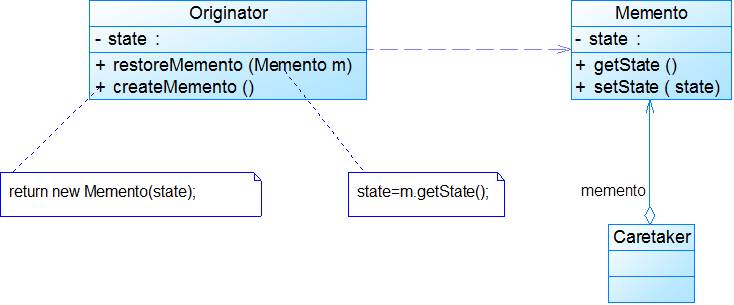 Originator
- state :
+ restoreMemento (Memento m)
+ createMemento ()
Memento
- state :
+ getState ()
+ setState ( state)
return new Memento(state);
state=m.getState();
memento
Caretaker